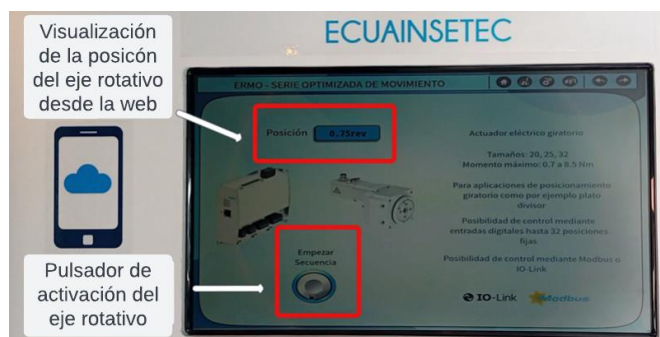 Visualización
de la posicón
del eje rotativo
desde la web
Pulsador de
activación del
eje rotativo
ECUAINSETEC
ERMO - SERIE OPTIMIZADA DE MOVIMIENTO
Posición 0.75rev
Empezar
Secuencia
Actuador eléctrico giratorio
Tamaños: 20, 25, 32
Momento máximo: 0.7 a 8.5 Nm
Para aplicaciones de posicionamiento
giratorio como por ejemplo plato
divisor
Posibilidad de control mediante
entradas digitales hasta 32 posiciones
fijas
Posibilidad de control mediante Modbus o
IO-Link
IO-Link Modbus